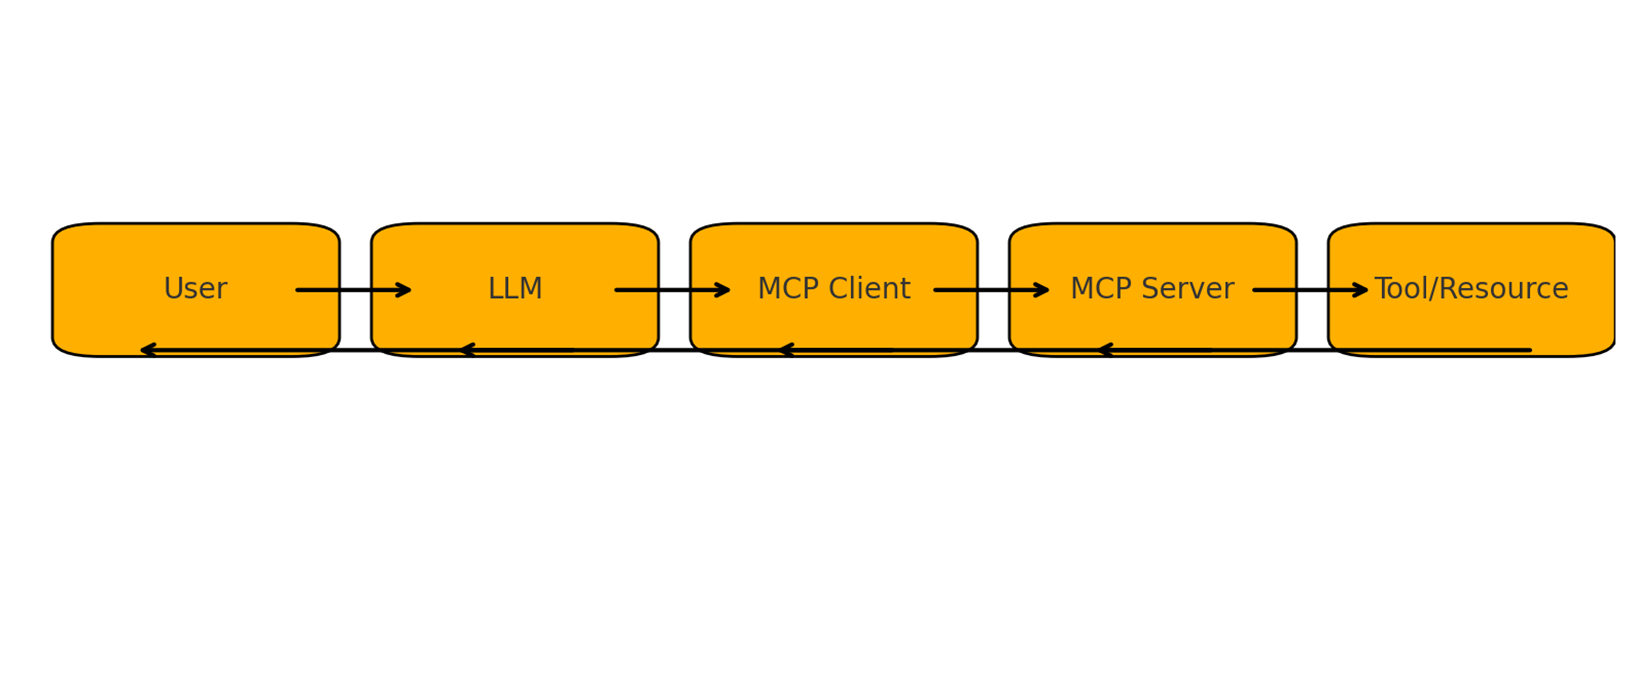 User
LLM
MCP Client
MCP Server
Tool/Resource